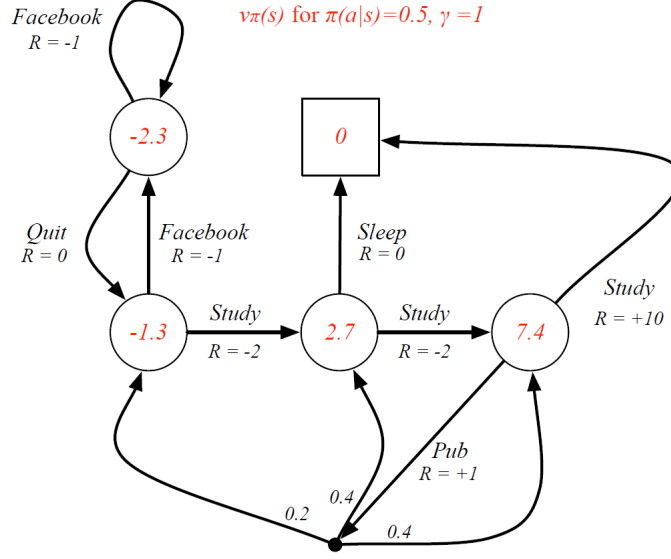 Facebook
R = -1
vπ(s) for π(a|s)=0.5, γ =1
-2.3
0
Quit
R = 0
Facebook
R = -1
Sleep
R = 0
Study
R = +10
-1.3
Study
R = -2
2.7
Study
R = -2
7.4
Pub
R = +1
0.2
0.4
0.4